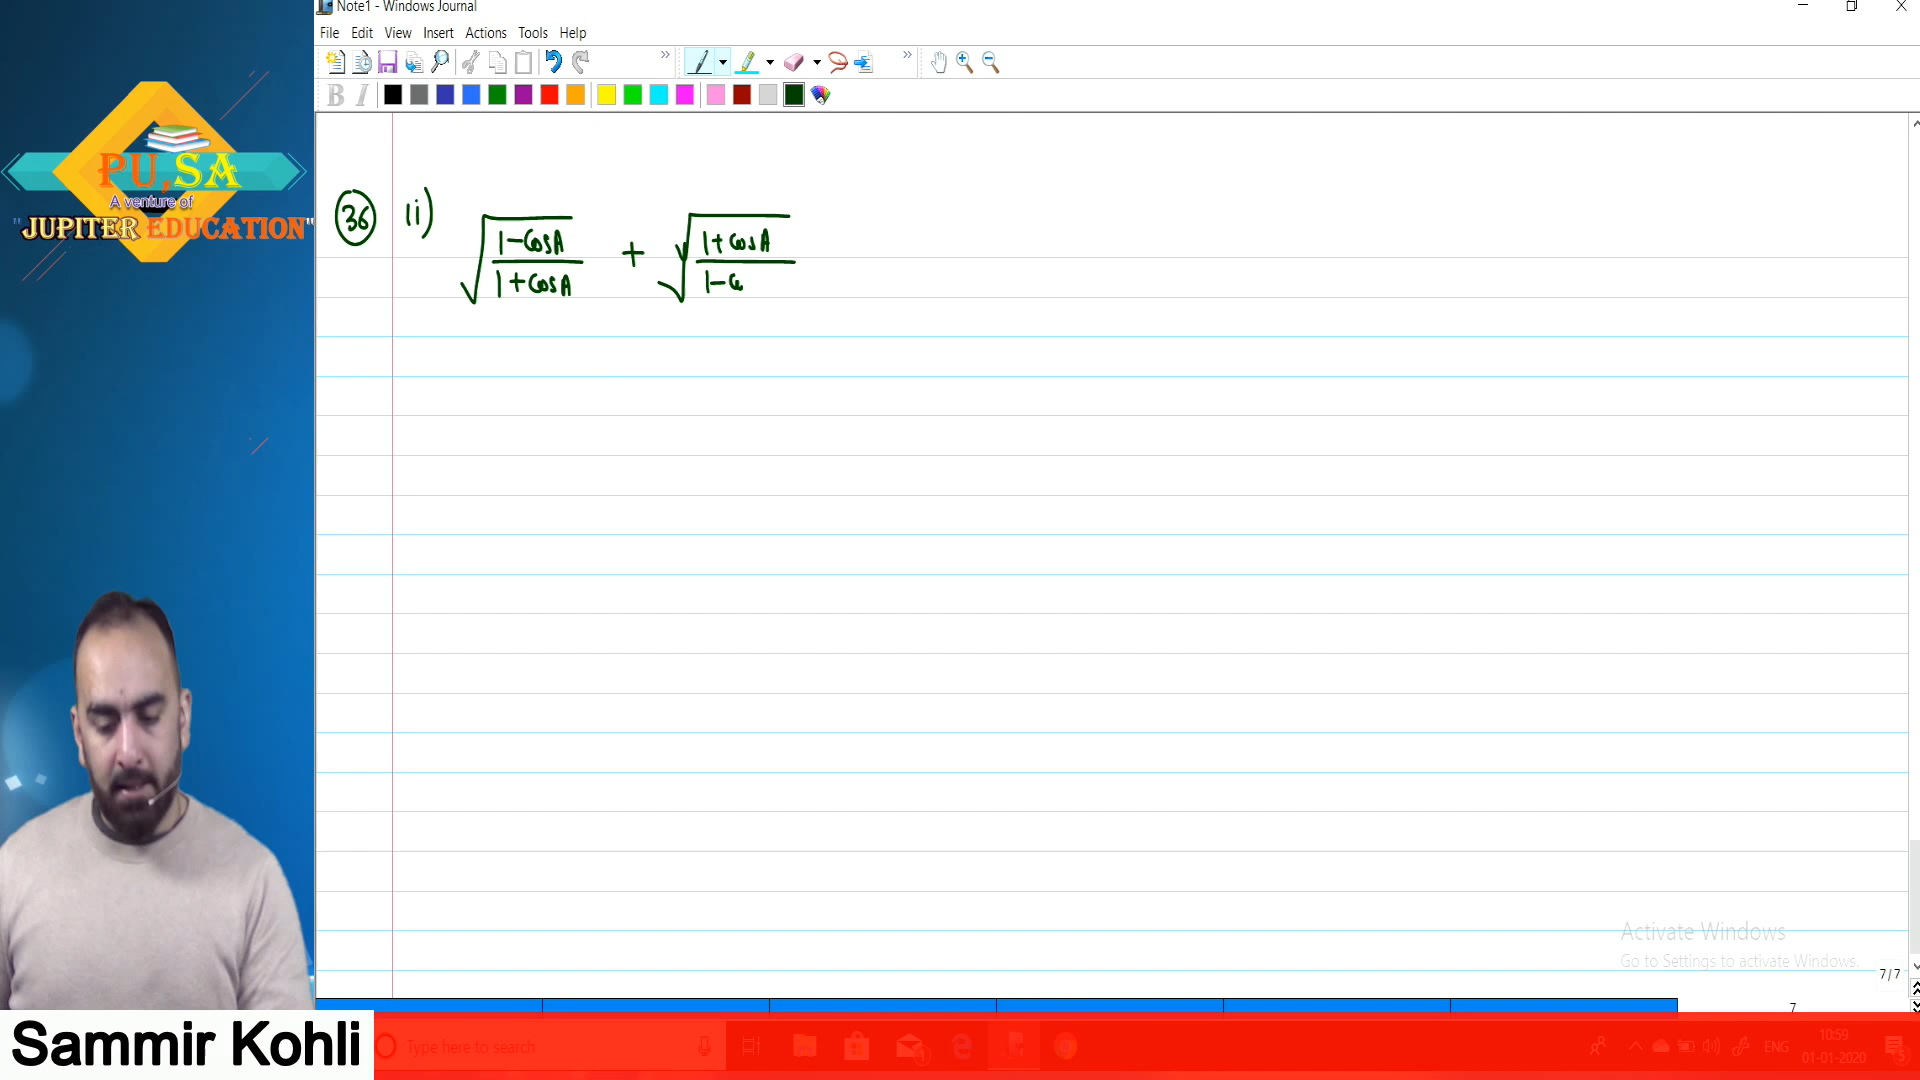 Note1 - Windows Journal
File Edit View Insert Actions Tools Help
B I
PU,SA
A venture of
"JUPITER EDUCATION"
36 ii) √(1-CosA / 1+CosA) + √(1+CosA / 1-C
Activate Windows
Go to Settings to activate Windows.
7/7
7
Sammir Kohli
Type here to search
ENG
10:59
01-01-2020
5